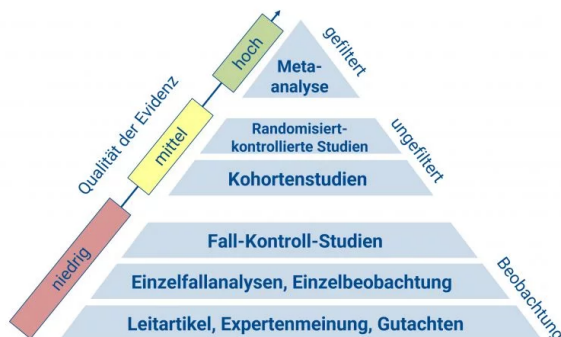 Qualität der Evidenz
hoch
mittel
niedrig
gefiltert
ungefiltert
Beobachtung
Meta-
analyse
Randomisiert-
kontrollierte Studien
Kohortenstudien
Fall-Kontroll-Studien
Einzelfallanalysen, Einzelbeobachtung
Leitartikel, Expertenmeinung, Gutachten